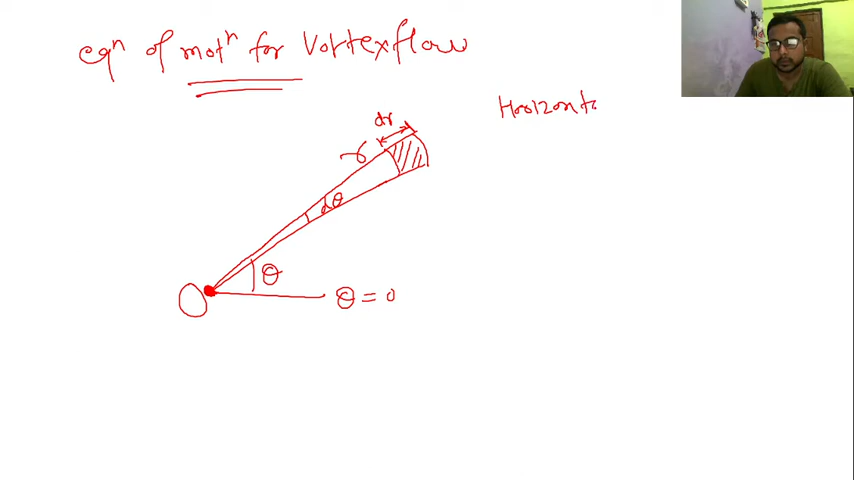 eqⁿ of motⁿ for Vortexflow
Horizonta
dr
r
dθ
θ
O
θ = 0